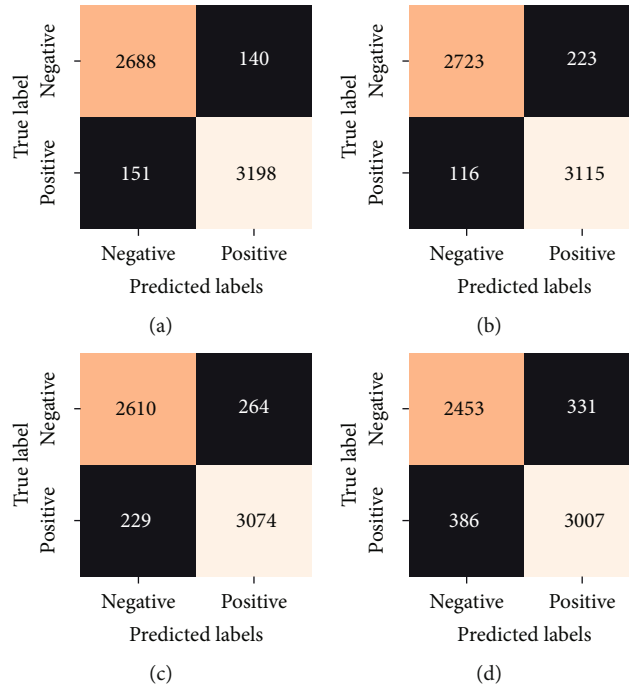 True label
Negative
2688
140
Positive
151
3198
Negative
Positive
Predicted labels
(a)
True label
Negative
2723
223
Positive
116
3115
Negative
Positive
Predicted labels
(b)
True label
Negative
2610
264
Positive
229
3074
Negative
Positive
Predicted labels
(c)
True label
Negative
2453
331
Positive
386
3007
Negative
Positive
Predicted labels
(d)